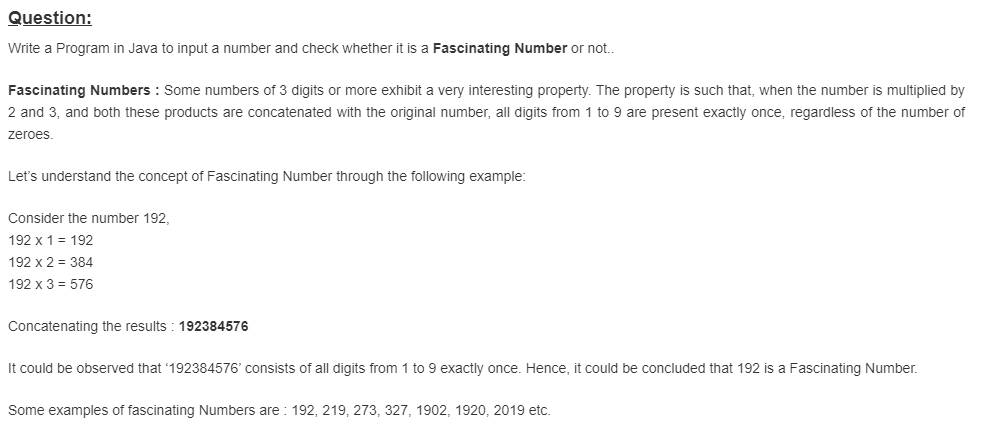 Question:
Write a Program in Java to input a number and check whether it is a Fascinating Number or not..
Fascinating Numbers : Some numbers of 3 digits or more exhibit a very interesting property. The property is such that, when the number is multiplied by
2 and 3, and both these products are concatenated with the original number, all digits from 1 to 9 are present exactly once, regardless of the number of
zeroes.
Let's understand the concept of Fascinating Number through the following example:
Consider the number 192,
192 x 1 = 192
192 x 2 = 384
192 x 3 = 576
Concatenating the results : 192384576
It could be observed that '192384576' consists of all digits from 1 to 9 exactly once. Hence, it could be concluded that 192 is a Fascinating Number.
Some examples of fascinating Numbers are : 192, 219, 273, 327, 1902, 1920, 2019 etc.